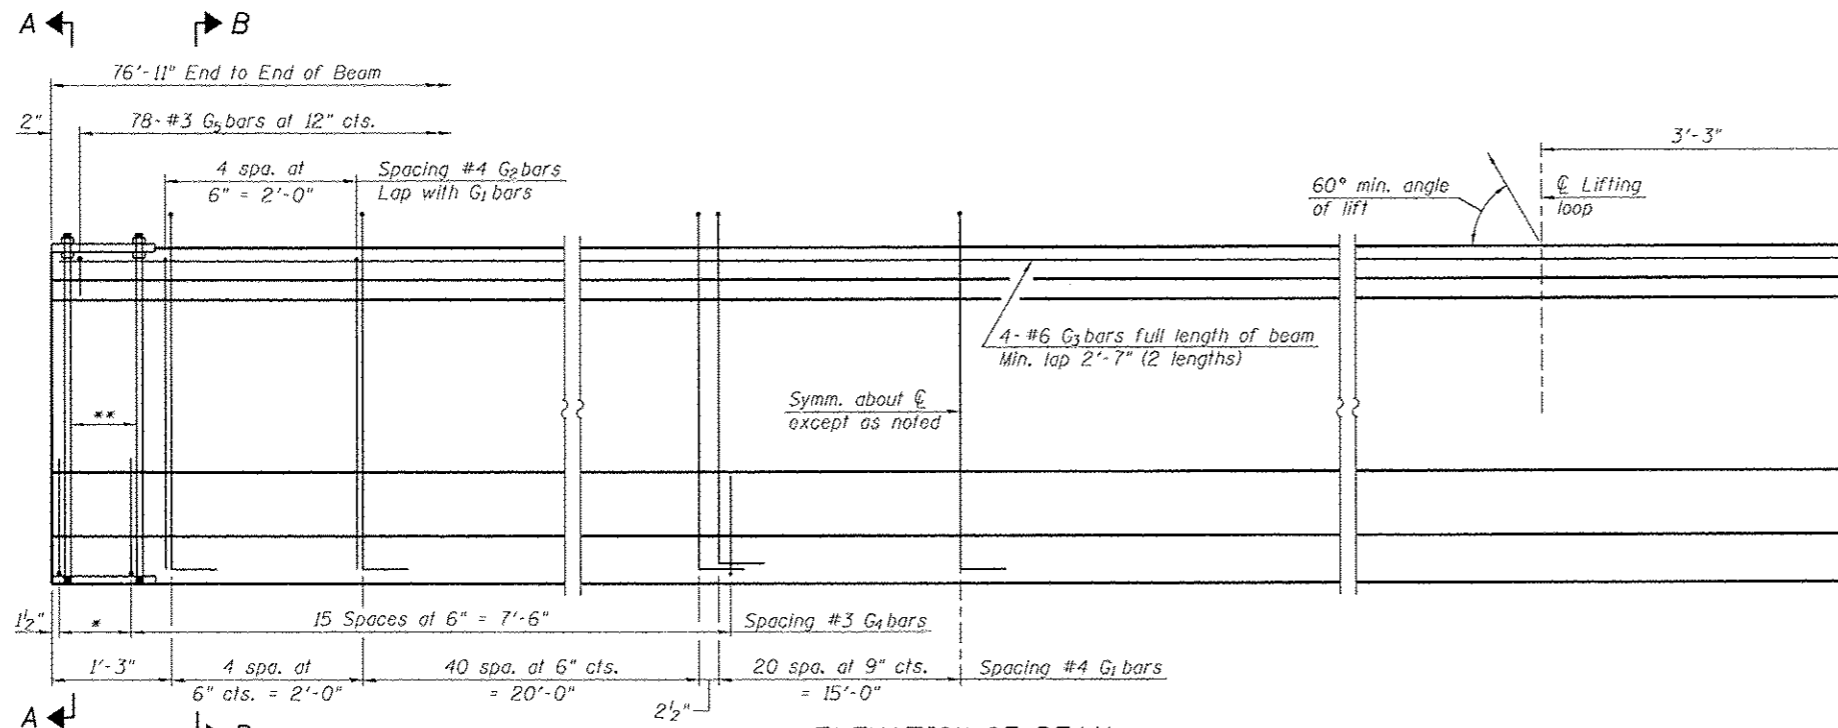 A
B
76'-11" End to End of Beam
2"
78-#3 G5 bars at 12" cts.
3'-3"
4 spa. at
6" = 2'-0"
Spacing #4 G2 bars
Lap with G1 bars
60° min. angle
of lift
℄ Lifting
loop
4-#6 G3 bars full length of beam
Min. lap 2'-7" (2 lengths)
Symm. about ℄
except as noted
**
1½"
*
15 Spaces at 6" = 7'-6"
Spacing #3 G4 bars
1'-3"
4 spa. at
6" cts. = 2'-0"
40 spa. at 6" cts.
= 20'-0"
2½"
20 spa. at 9" cts.
= 15'-0"
Spacing #4 G1 bars
A